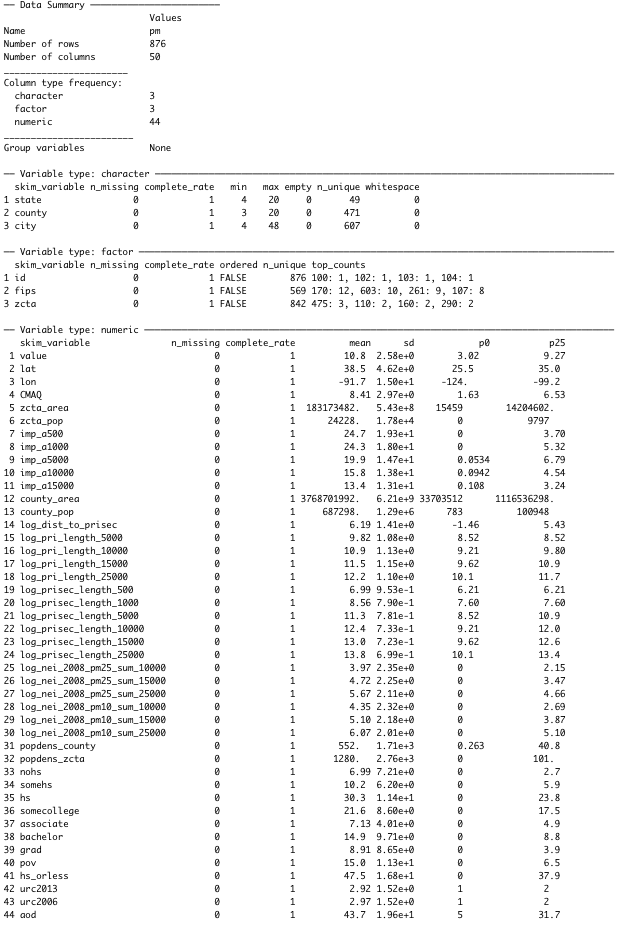 ── Data Summary ────────────────────────
                           Values
Name                       pm
Number of rows             876
Number of columns          50
_______________________
Column type frequency:
  character                3
  factor                   3
  numeric                  44
________________________
Group variables            None

── Variable type: character ────────────────────────
  skim_variable n_missing complete_rate min max empty n_unique whitespace
1 state 0 1 4 20 0 49 0
2 county 0 1 3 20 0 471 0
3 city 0 1 4 48 0 607 0

── Variable type: factor ────────────────────────
  skim_variable n_missing complete_rate ordered n_unique top_counts
1 id 0 1 FALSE 876 100: 1, 102: 1, 103: 1, 104: 1
2 fips 0 1 FALSE 569 170: 12, 603: 10, 261: 9, 107: 8
3 zcta 0 1 FALSE 842 475: 3, 110: 2, 160: 2, 290: 2

── Variable type: numeric ────────────────────────
  skim_variable n_missing complete_rate mean sd p0 p25
1 value 0 1 10.8 2.58e+0 3.02 9.27
2 lat 0 1 38.5 4.62e+0 25.5 35.0
3 lon 0 1 -91.7 1.50e+1 -124. -99.2
4 CMAQ 0 1 8.41 2.97e+0 1.63 6.53
5 zcta_area 0 1 183173482. 5.43e+8 15459 14204602.
6 zcta_pop 0 1 24228. 1.78e+4 0 9797
7 imp_a500 0 1 24.7 1.93e+1 0 3.70
8 imp_a1000 0 1 24.3 1.80e+1 0 5.32
9 imp_a5000 0 1 19.9 1.47e+1 0.0534 6.79
10 imp_a10000 0 1 15.8 1.38e+1 0.0942 4.54
11 imp_a15000 0 1 13.4 1.31e+1 0.108 3.24
12 county_area 0 1 3768701992. 6.21e+9 33703512 1116536298.
13 county_pop 0 1 687298. 1.29e+6 783 100948
14 log_dist_to_prisec 0 1 6.19 1.41e+0 -1.46 5.43
15 log_pri_length_5000 0 1 9.82 1.08e+0 8.52 8.52
16 log_pri_length_10000 0 1 10.9 1.13e+0 9.21 9.80
17 log_pri_length_15000 0 1 11.5 1.15e+0 9.62 10.9
18 log_pri_length_25000 0 1 12.2 1.10e+0 10.1 11.7
19 log_prisec_length_500 0 1 6.99 9.53e-1 6.21 6.21
20 log_prisec_length_1000 0 1 8.56 7.90e-1 7.60 7.60
21 log_prisec_length_5000 0 1 11.3 7.81e-1 8.52 10.9
22 log_prisec_length_10000 0 1 12.4 7.33e-1 9.21 12.0
23 log_prisec_length_15000 0 1 13.0 7.23e-1 9.62 12.6
24 log_prisec_length_25000 0 1 13.8 6.99e-1 10.1 13.4
25 log_nei_2008_pm25_sum_10000 0 1 3.97 2.35e+0 0 2.15
26 log_nei_2008_pm25_sum_15000 0 1 4.72 2.25e+0 0 3.47
27 log_nei_2008_pm25_sum_25000 0 1 5.67 2.11e+0 0 4.66
28 log_nei_2008_pm10_sum_10000 0 1 4.35 2.32e+0 0 2.69
29 log_nei_2008_pm10_sum_15000 0 1 5.10 2.18e+0 0 3.87
30 log_nei_2008_pm10_sum_25000 0 1 6.07 2.01e+0 0 5.10
31 popdens_county 0 1 552. 1.71e+3 0.263 40.8
32 popdens_zcta 0 1 1280. 2.76e+3 0 101.
33 nohs 0 1 6.99 7.21e+0 0 2.7
34 somehs 0 1 10.2 6.20e+0 0 5.9
35 hs 0 1 30.3 1.14e+1 0 23.8
36 somecollege 0 1 21.6 8.60e+0 0 17.5
37 associate 0 1 7.13 4.01e+0 0 4.9
38 bachelor 0 1 14.9 9.71e+0 0 8.8
39 grad 0 1 8.91 8.65e+0 0 3.9
40 pov 0 1 15.0 1.13e+1 0 6.5
41 hs_orless 0 1 47.5 1.68e+1 0 37.9
42 urc2013 0 1 2.92 1.52e+0 1 2
43 urc2006 0 1 2.97 1.52e+0 1 2
44 aod 0 1 43.7 1.96e+1 5 31.7